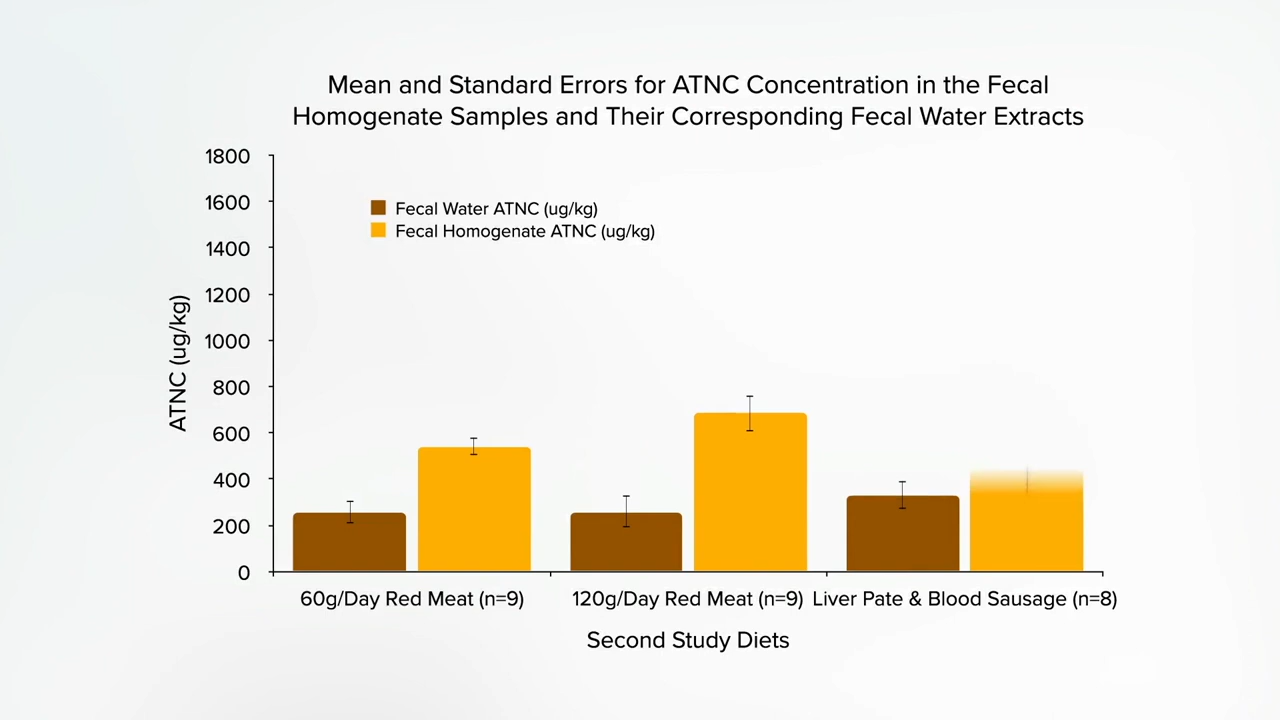 Mean and Standard Errors for ATNC Concentration in the Fecal
Homogenate Samples and Their Corresponding Fecal Water Extracts
1800
1600
1400
1200
1000
800
600
400
200
0
ATNC (ug/kg)
Fecal Water ATNC (ug/kg)
Fecal Homogenate ATNC (ug/kg)
60g/Day Red Meat (n=9)
120g/Day Red Meat (n=9)
Liver Pate & Blood Sausage (n=8)
Second Study Diets